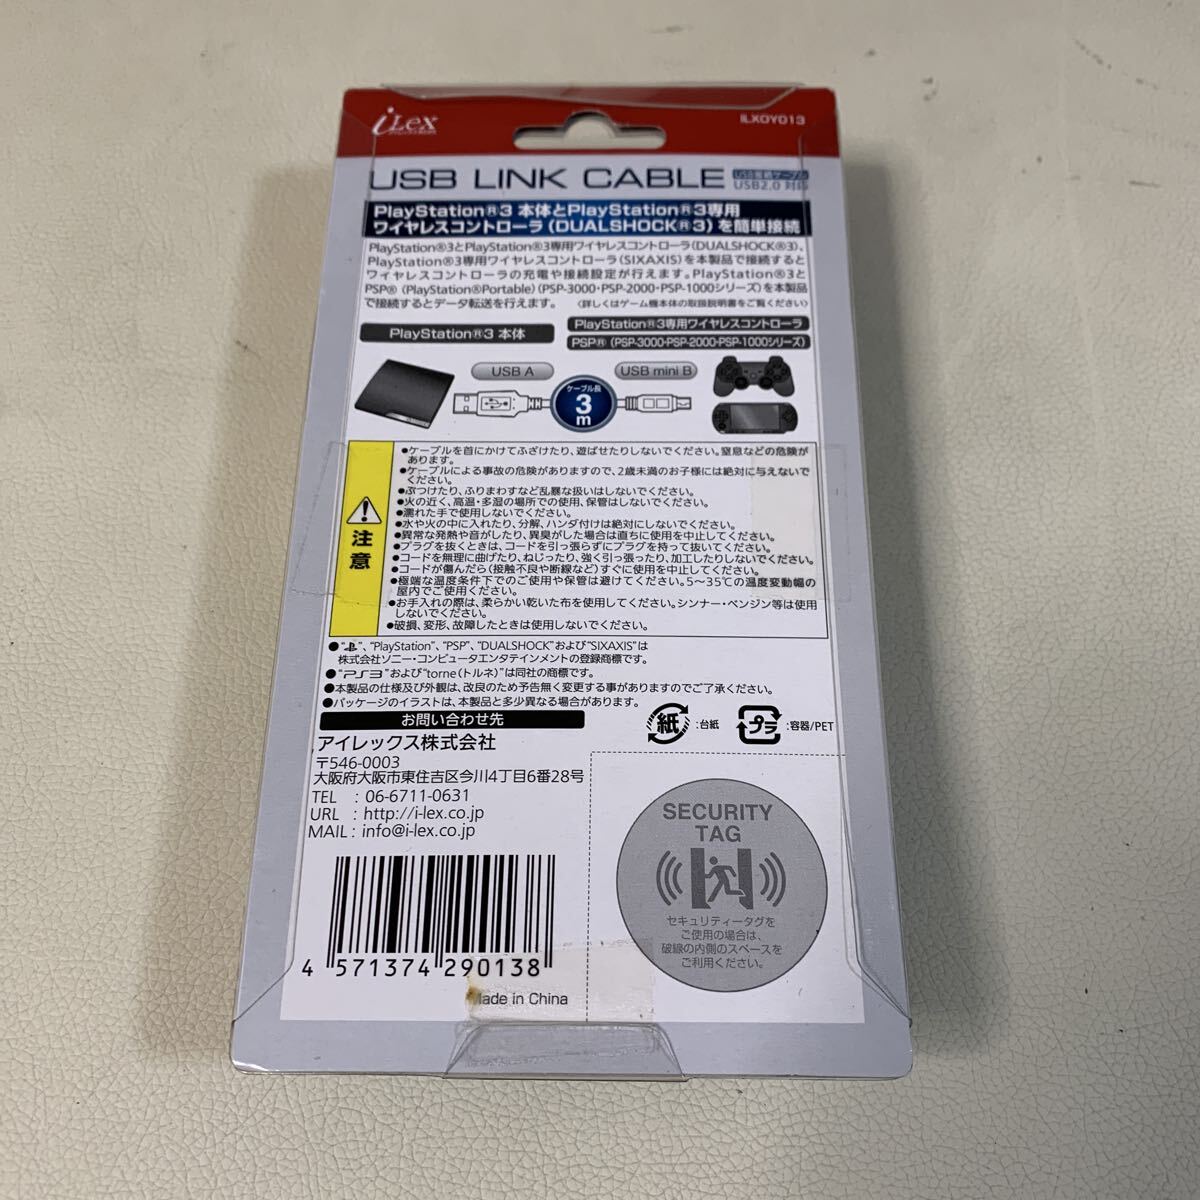 iLex
ILX0Y013
USB LINK CABLE
USB接続ケーブル
USB2.0 対応
PlayStation®3 本体とPlayStation®3専用
ワイヤレスコントローラ(DUALSHOCK®3)を簡単接続
PlayStation®3とPlayStation®3専用ワイヤレスコントローラ(DUALSHOCK®3)、
PlayStation®3専用ワイヤレスコントローラ(SIXAXIS)を本製品で接続すると
ワイヤレスコントローラの充電や接続設定が行えます。PlayStation®3と
PSP®(PlayStation®Portable)(PSP-3000・PSP-2000・PSP-1000シリーズ)を本製品
で接続するとデータ転送を行えます。 〈詳しくはゲーム機本体の取扱説明書をご覧ください〉
PlayStation®3 本体
PlayStation®3専用ワイヤレスコントローラ
PSP®(PSP-3000・PSP-2000・PSP-1000シリーズ)
USB A
USB mini B
ケーブル長
3
m
注意
●ケーブルを首にかけてふざけたり、遊ばせたりしないでください。窒息などの危険が
あります。
●ケーブルによる事故の危険がありますので、2歳未満のお子様には絶対に与えないで
ください。
●ぶつけたり、ふりまわすなど乱暴な扱いはしないでください。
●火の近く、高温・多湿の場所での使用、保管はしないでください。
●濡れた手で使用しないでください。
●水や火の中に入れたり、分解、ハンダ付けは絶対にしないでください。
●異常な発熱や音がしたり、異臭がした場合は直ちに使用を中止してください。
●プラグを抜くときは、コードを引っ張らずにプラグを持って抜いてください。
●コードを無理に曲げたり、ねじったり、強く引っ張ったり、加工したりしないでください。
●コードが傷んだら(接触不良や断線など)すぐに使用を中止してください。
●極端な温度条件下でのご使用や保管は避けてください。5〜35℃の温度変動幅の
屋内でご使用ください。
●お手入れの際は、柔らかい乾いた布を使用してください。シンナー・ベンジン等は使用
しないでください。
●破損、変形、故障したときは使用しないでください。
●“ ”、“PlayStation”、“PSP”、“DUALSHOCK”および“SIXAXIS”は
株式会社ソニー・コンピュータエンタテインメントの登録商標です。
●“PS3”および“torne(トルネ)”は同社の商標です。
●本製品の仕様及び外観は、改良のため予告無く変更する事がありますのでご了承ください。
●パッケージのイラストは、本製品と多少異なる場合があります。
お問い合わせ先
紙
:台紙
プラ
:容器/PET
アイレックス株式会社
〒546-0003
大阪府大阪市東住吉区今川4丁目6番28号
TEL : 06-6711-0631
URL : http://i-lex.co.jp
MAIL : info@i-lex.co.jp
4 571374 290138
Made in China
SECURITY
TAG
セキュリティータグを
ご使用の場合は、
破線の内側のスペースを
ご利用ください。